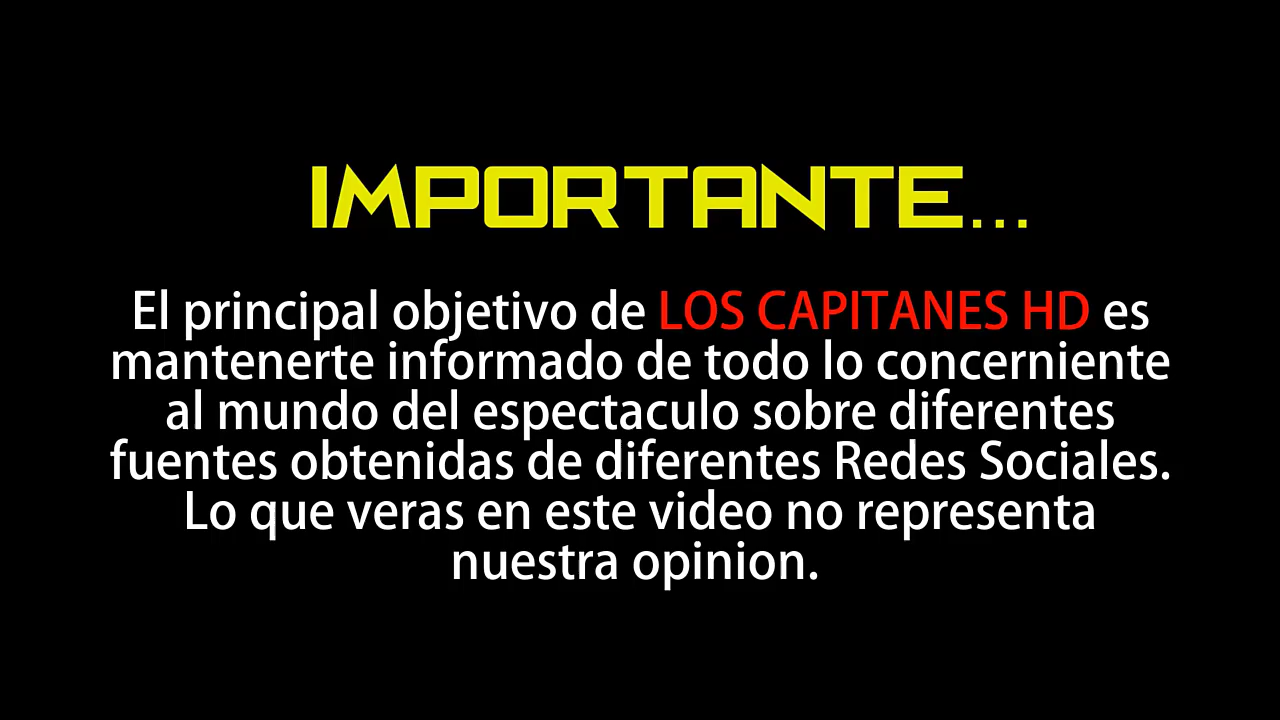 IMPORTANTE...
El principal objetivo de LOS CAPITANES HD es
mantenerte informado de todo lo concerniente
al mundo del espectaculo sobre diferentes
fuentes obtenidas de diferentes Redes Sociales.
Lo que veras en este video no representa
nuestra opinion.